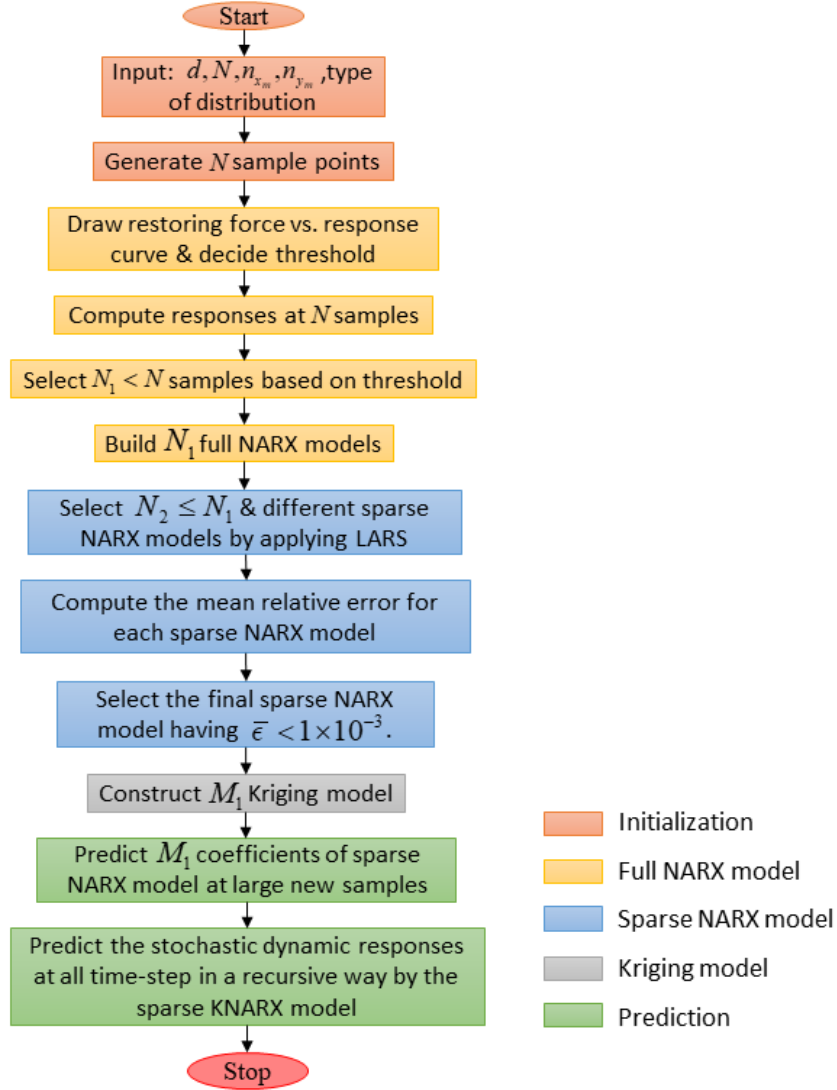 Start
Input: d, N, n_{x_m}, n_{y_m} ,type
of distribution
Generate N sample points
Draw restoring force vs. response
curve & decide threshold
Compute responses at N samples
Select N_1 < N samples based on threshold
Build N_1 full NARX models
Select N_2 ≤ N_1 & different sparse
NARX models by applying LARS
Compute the mean relative error for
each sparse NARX model
Select the final sparse NARX
model having \bar{ϵ} < 1×10^{-3}.
Construct M_1 Kriging model
Predict M_1 coefficients of sparse
NARX model at large new samples
Predict the stochastic dynamic responses
at all time-step in a recursive way by the
sparse KNARX model
Stop
Initialization
Full NARX model
Sparse NARX model
Kriging model
Prediction